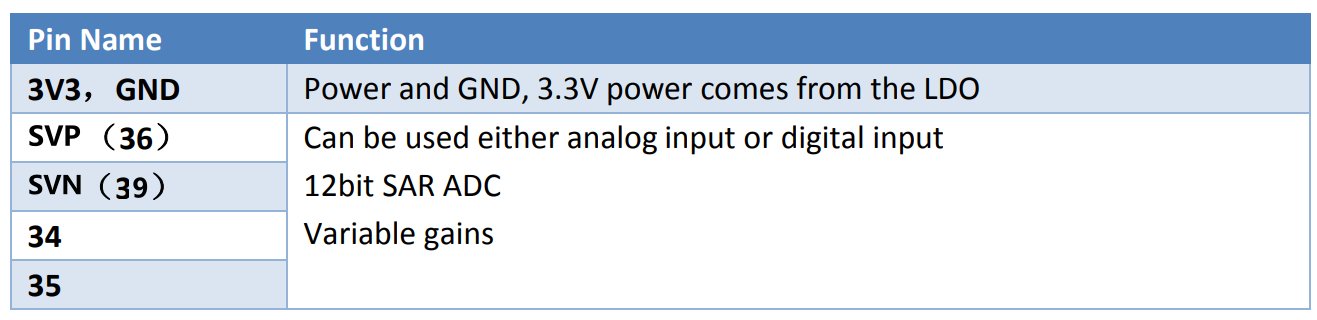 Pin Name Function
3V3，GND Power and GND, 3.3V power comes from the LDO
SVP（36） Can be used either analog input or digital input
SVN（39） 12bit SAR ADC
34 Variable gains
35